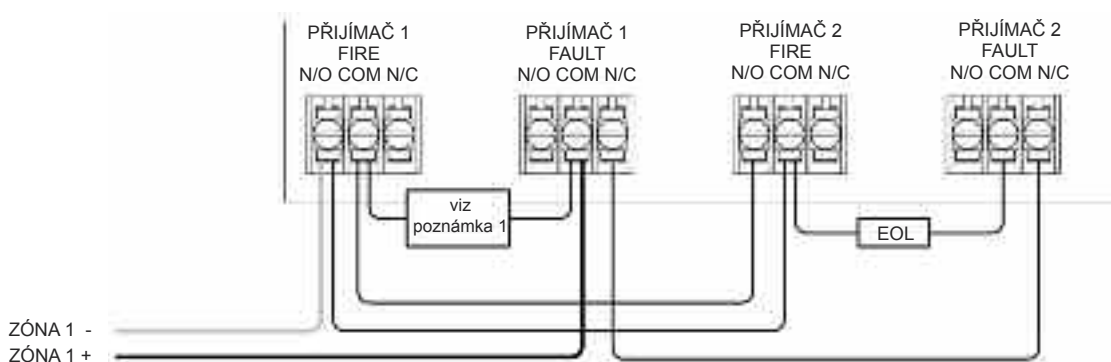 PŘIJÍMAČ 1
FIRE
N/O COM N/C
PŘIJÍMAČ 1
FAULT
N/O COM N/C
PŘIJÍMAČ 2
FIRE
N/O COM N/C
PŘIJÍMAČ 2
FAULT
N/O COM N/C
viz
poznámka 1
EOL
ZÓNA 1 -
ZÓNA 1 +